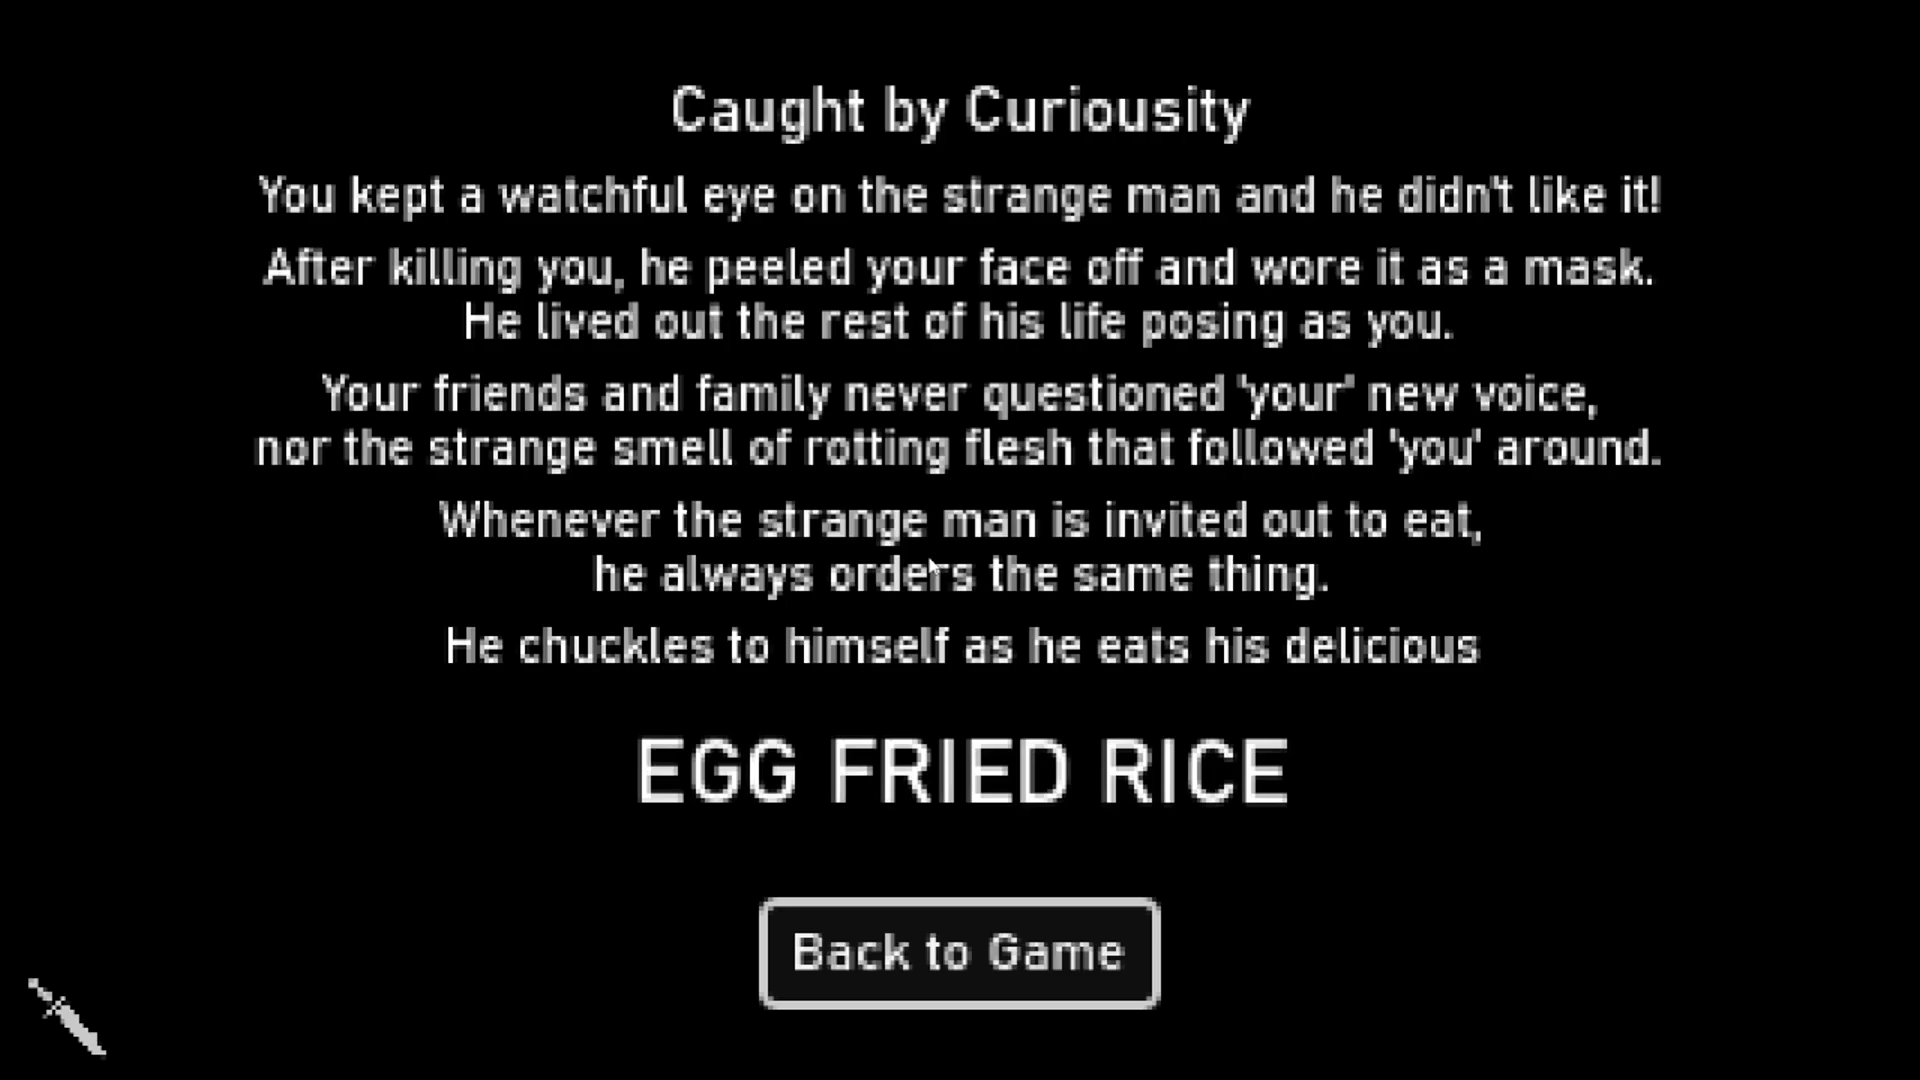 Caught by Curiousity
You kept a watchful eye on the strange man and he didn't like it!
After killing you, he peeled your face off and wore it as a mask.
He lived out the rest of his life posing as you.
Your friends and family never questioned 'your' new voice,
nor the strange smell of rotting flesh that followed 'you' around.
Whenever the strange man is invited out to eat,
he always orders the same thing.
He chuckles to himself as he eats his delicious
EGG FRIED RICE
Back to Game